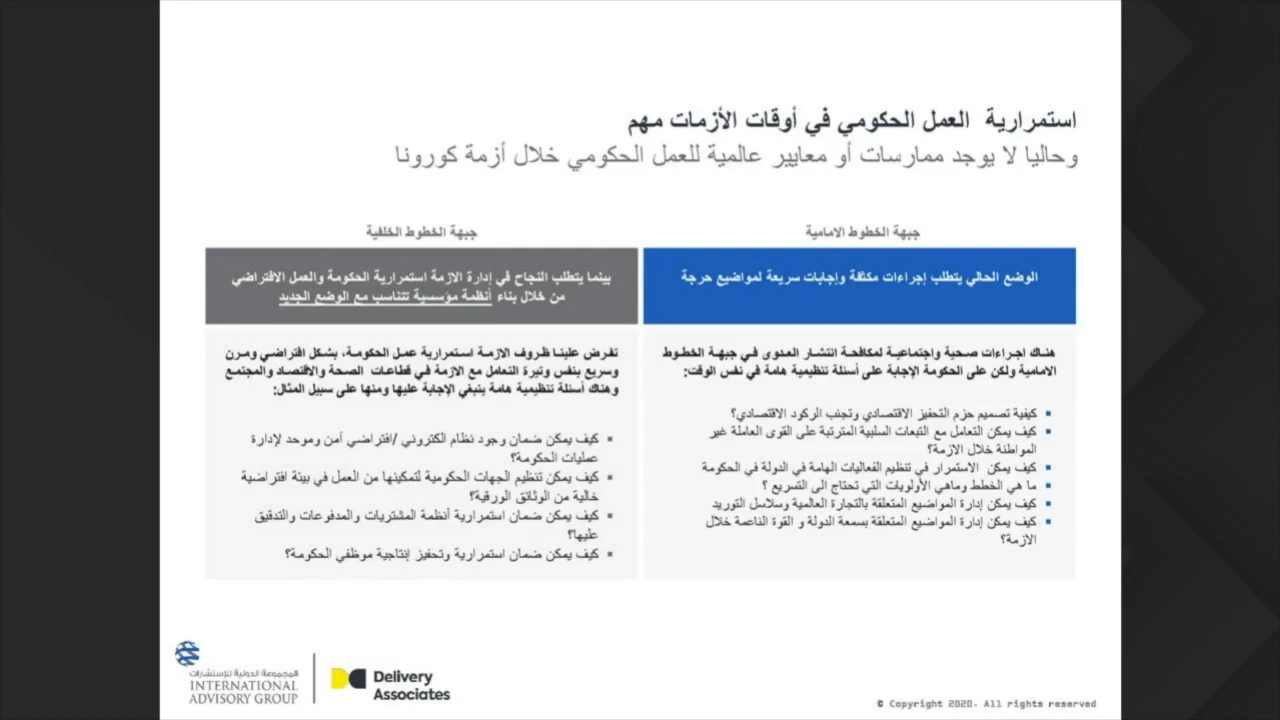 استمرارية العمل الحكومي في أوقات الأزمات مهم
وحاليا لا يوجد ممارسات أو معايير عالمية للعمل الحكومي خلال أزمة كورونا
جبهة الخطوط الامامية
الوضع الحالي يتطلب إجراءات مكثفة وإجابات سريعة لمواضيع حرجة
هناك اجراءات صحية واجتماعية لمكافحة انتشار العدوى في جبهة الخطوط
الامامية ولكن على الحكومة الإجابة على أسئلة تنظيمية هامة في نفس الوقت:
▪ كيفية تصميم حزم التحفيز الاقتصادي وتجنب الركود الاقتصادي؟
▪ كيف يمكن التعامل مع التبعات السلبية المترتبة على القوى العاملة غير
المواطنة خلال الازمة؟
▪ كيف يمكن الاستمرار في تنظيم الفعاليات الهامة في الدولة في الحكومة
▪ ما هي الخطط وماهي الأولويات التي تحتاج الى التسريع ؟
▪ كيف يمكن إدارة المواضيع المتعلقة بالتجارة العالمية وسلاسل التوريد
▪ كيف يمكن إدارة المواضيع المتعلقة بسمعة الدولة و القوة الناعمة خلال
الازمة؟
جبهة الخطوط الخلفية
بينما يتطلب النجاح في إدارة الازمة استمرارية الحكومة والعمل الافتراضي
من خلال بناء أنظمة مؤسسية تتناسب مع الوضع الجديد
تفرض علينا ظروف الازمة استمرارية عمل الحكومة، بشكل افتراضي ومرن
وسريع بنفس وتيرة التعامل مع الازمة في قطاعات الصحة والاقتصاد والمجتمع
وهناك أسئلة تنظيمية هامة ينبغي الإجابة عليها ومنها على سبيل المثال:
▪ كيف يمكن ضمان وجود نظام الكتروني /افتراضي آمن وموحد لإدارة
عمليات الحكومة؟
▪ كيف يمكن تنظيم الجهات الحكومية لتمكينها من العمل في بيئة افتراضية
خالية من الوثائق الورقية؟
▪ كيف يمكن ضمان استمرارية أنظمة المشتريات والمدفوعات والتدقيق
عليها؟
▪ كيف يمكن ضمان استمرارية وتحفيز إنتاجية موظفي الحكومة؟
المجموعة الدولية للإستشارات
INTERNATIONAL
ADVISORY GROUP
Delivery
Associates
© Copyright 2020. All rights reserved